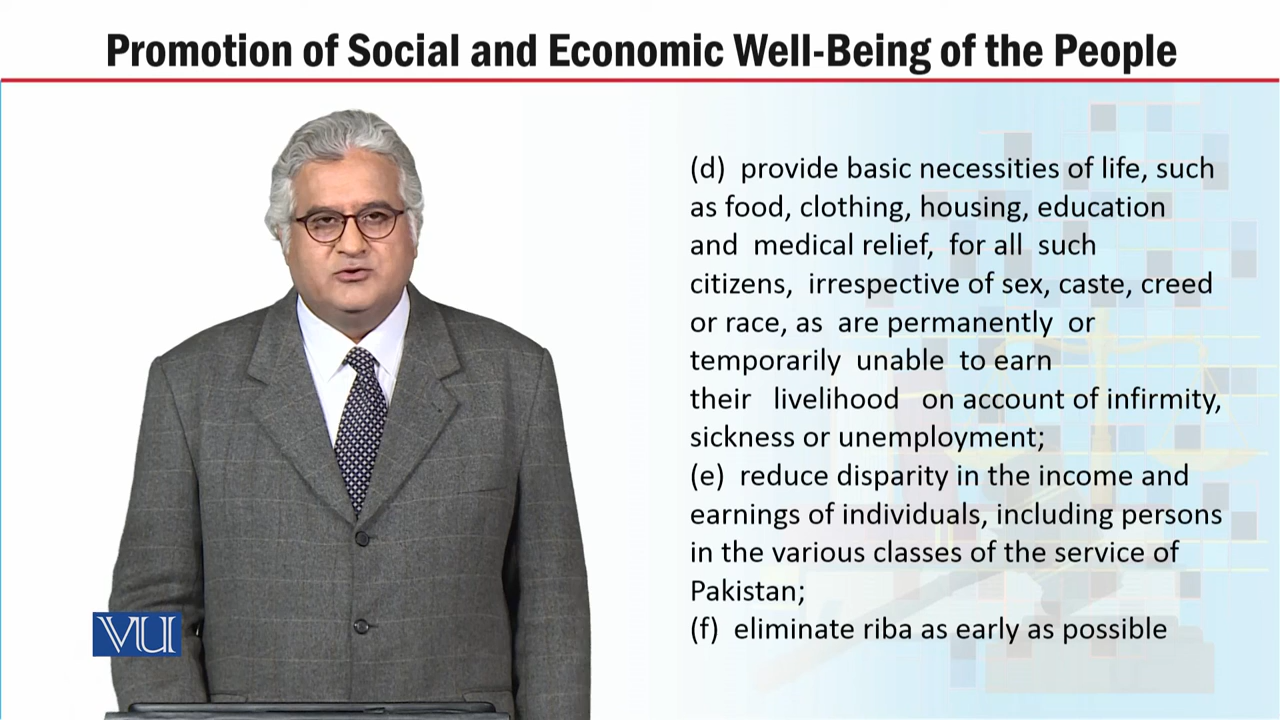 Promotion of Social and Economic Well-Being of the People
(d) provide basic necessities of life, such
as food, clothing, housing, education
and medical relief, for all such
citizens, irrespective of sex, caste, creed
or race, as are permanently or
temporarily unable to earn
their livelihood on account of infirmity,
sickness or unemployment;
(e) reduce disparity in the income and
earnings of individuals, including persons
in the various classes of the service of
Pakistan;
(f) eliminate riba as early as possible
VU